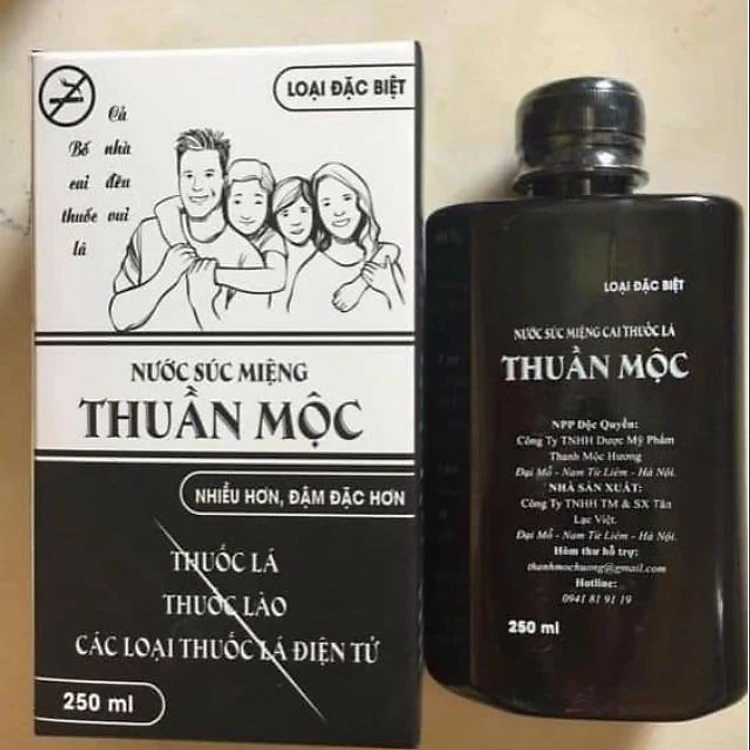 LOẠI ĐẶC BIỆT
Cả
Bố nhà
cai đều
thuốc vui
lá
NƯỚC SÚC MIỆNG
THUẦN MỘC
NHIỀU HƠN, ĐẬM ĐẶC HƠN
THUỐC LÁ
THUỐC LÀO
CÁC LOẠI THUỐC LÁ ĐIỆN TỬ
250 ml
LOẠI ĐẶC BIỆT
NƯỚC SÚC MIỆNG CAI THUỐC LÁ
THUẦN MỘC
NPP Độc Quyền:
Công Ty TNHH Dược Mỹ Phẩm
Thanh Mộc Hương
Đại Mỗ - Nam Từ Liêm - Hà Nội.
NHÀ SẢN XUẤT:
Công Ty TNHH TM & SX Tân
Lạc Việt.
Đại Mỗ - Nam Từ Liêm - Hà Nội.
Hòm thư hỗ trợ:
thanhmochuong@gmail.com
Hotline:
0941 81 91 19
250 ml